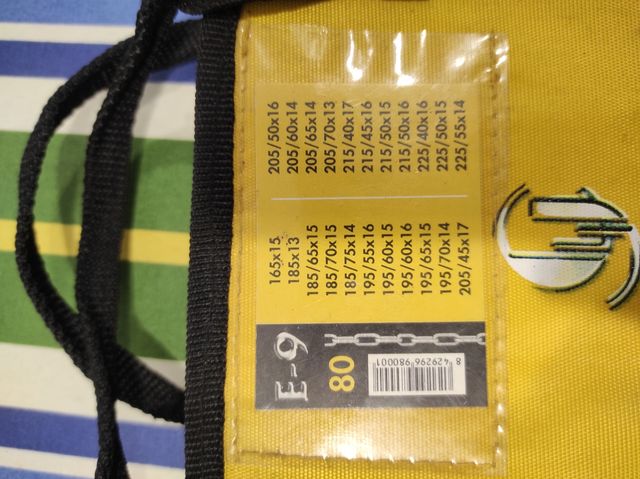 E-9
80
8 429296 980001
165x15
185x13
185/65x15
185/70x15
185/75x14
195/55x16
195/60x15
195/60x16
195/65x15
195/70x14
205/45x17
205/50x16
205/60x14
205/65x14
205/70x13
215/40x17
215/45x16
215/50x15
215/50x16
225/40x16
225/50x15
225/55x14